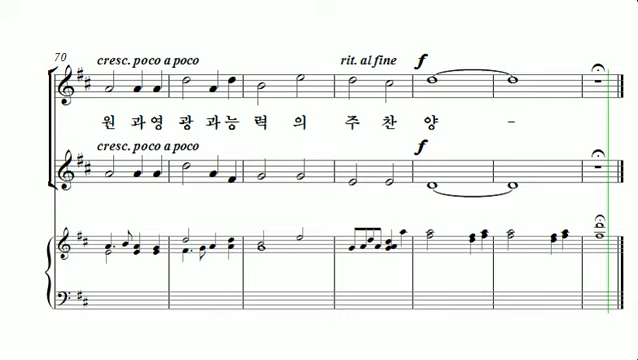 70
cresc. poco a poco rit. al fine f
원 과영 광 과능 력 의 주 찬 양 -
cresc. poco a poco f